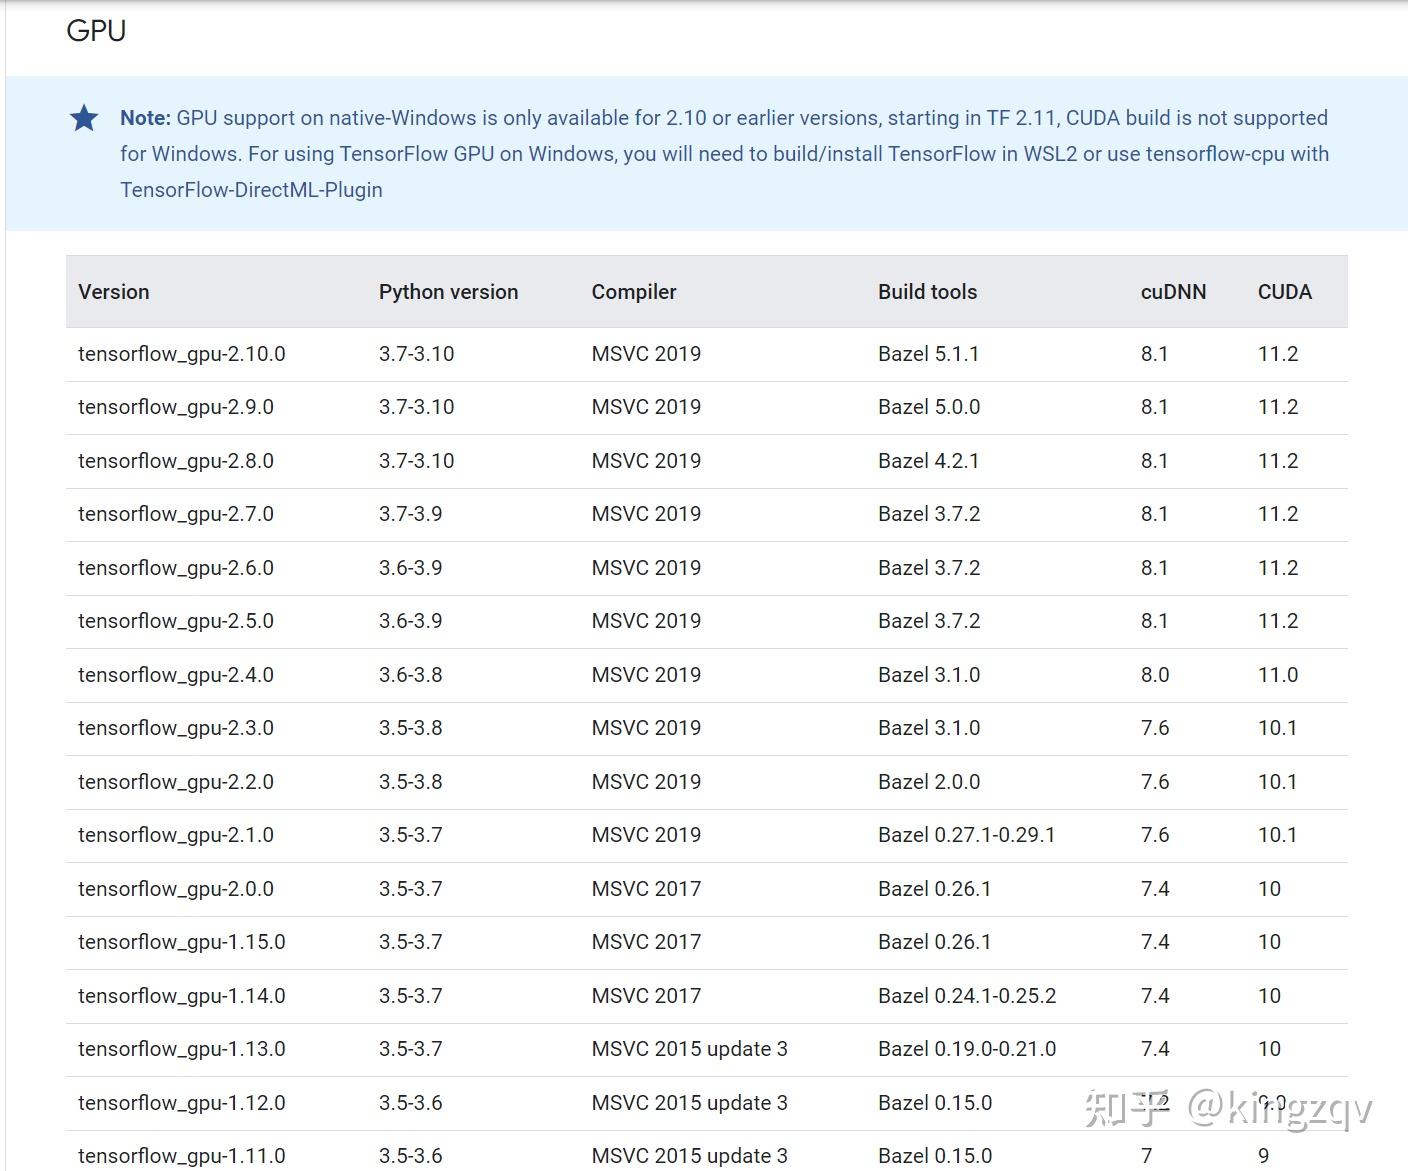 GPU
Note: GPU support on native-Windows is only available for 2.10 or earlier versions, starting in TF 2.11, CUDA build is not supported
for Windows. For using TensorFlow GPU on Windows, you will need to build/install TensorFlow in WSL2 or use tensorflow-cpu with
TensorFlow-DirectML-Plugin
Version Python version Compiler Build tools cuDNN CUDA
tensorflow_gpu-2.10.0 3.7-3.10 MSVC 2019 Bazel 5.1.1 8.1 11.2
tensorflow_gpu-2.9.0 3.7-3.10 MSVC 2019 Bazel 5.0.0 8.1 11.2
tensorflow_gpu-2.8.0 3.7-3.10 MSVC 2019 Bazel 4.2.1 8.1 11.2
tensorflow_gpu-2.7.0 3.7-3.9 MSVC 2019 Bazel 3.7.2 8.1 11.2
tensorflow_gpu-2.6.0 3.6-3.9 MSVC 2019 Bazel 3.7.2 8.1 11.2
tensorflow_gpu-2.5.0 3.6-3.9 MSVC 2019 Bazel 3.7.2 8.1 11.2
tensorflow_gpu-2.4.0 3.6-3.8 MSVC 2019 Bazel 3.1.0 8.0 11.0
tensorflow_gpu-2.3.0 3.5-3.8 MSVC 2019 Bazel 3.1.0 7.6 10.1
tensorflow_gpu-2.2.0 3.5-3.8 MSVC 2019 Bazel 2.0.0 7.6 10.1
tensorflow_gpu-2.1.0 3.5-3.7 MSVC 2019 Bazel 0.27.1-0.29.1 7.6 10.1
tensorflow_gpu-2.0.0 3.5-3.7 MSVC 2017 Bazel 0.26.1 7.4 10
tensorflow_gpu-1.15.0 3.5-3.7 MSVC 2017 Bazel 0.26.1 7.4 10
tensorflow_gpu-1.14.0 3.5-3.7 MSVC 2017 Bazel 0.24.1-0.25.2 7.4 10
tensorflow_gpu-1.13.0 3.5-3.7 MSVC 2015 update 3 Bazel 0.19.0-0.21.0 7.4 10
tensorflow_gpu-1.12.0 3.5-3.6 MSVC 2015 update 3 Bazel 0.15.0 7.2 9.0
知乎 @kingzqv
tensorflow_gpu-1.11.0 3.5-3.6 MSVC 2015 update 3 Bazel 0.15.0 7 9